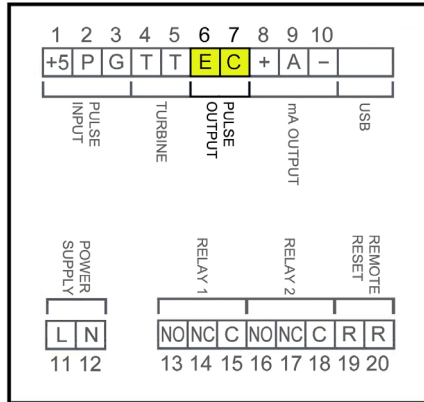 1 2 3 4 5 6 7 8 9 10
+5 P G T T E C + A −
PULSE INPUT
TURBINE
PULSE OUTPUT
mA OUTPUT
USB
POWER SUPPLY
RELAY 1
RELAY 2
REMOTE RESET
L N NO NC C NO NC C R R
11 12 13 14 15 16 17 18 19 20